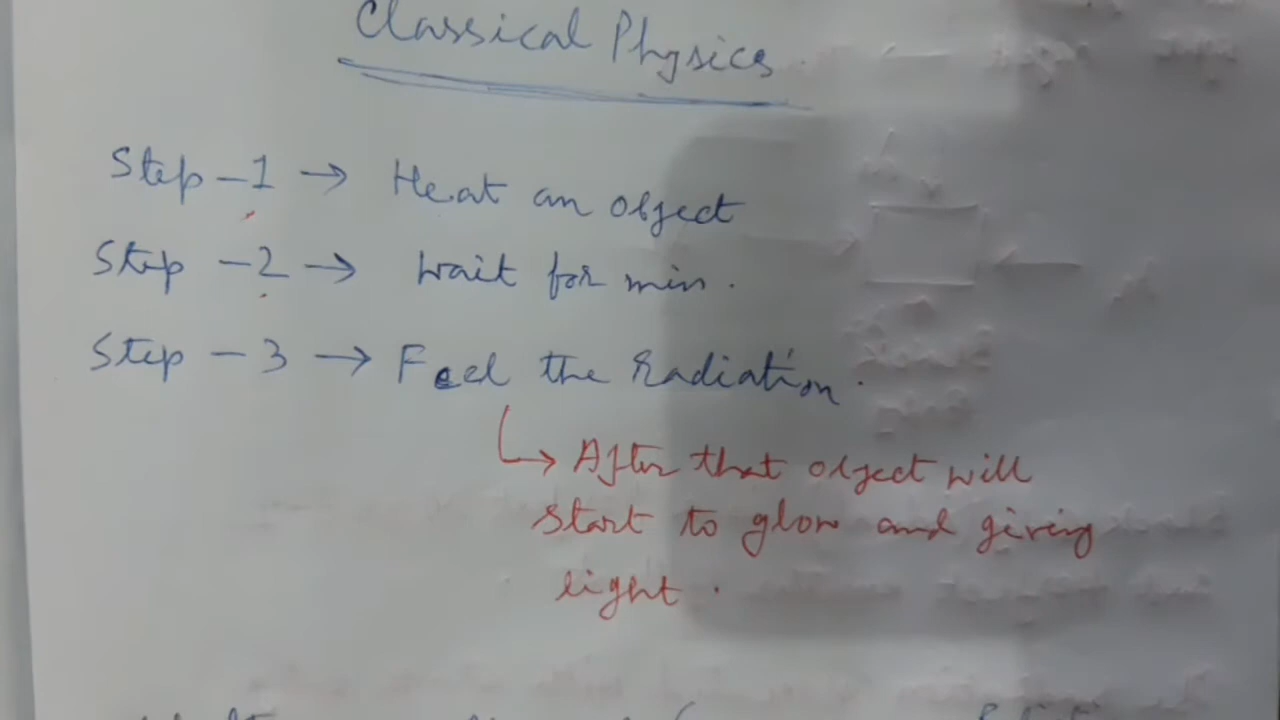 Classical Physics
Step-1 → Heat an object
Step -2 → wait for min.
Step -3 → Feel the Radiation.
↳ After that object will
start to glow and giving
light.